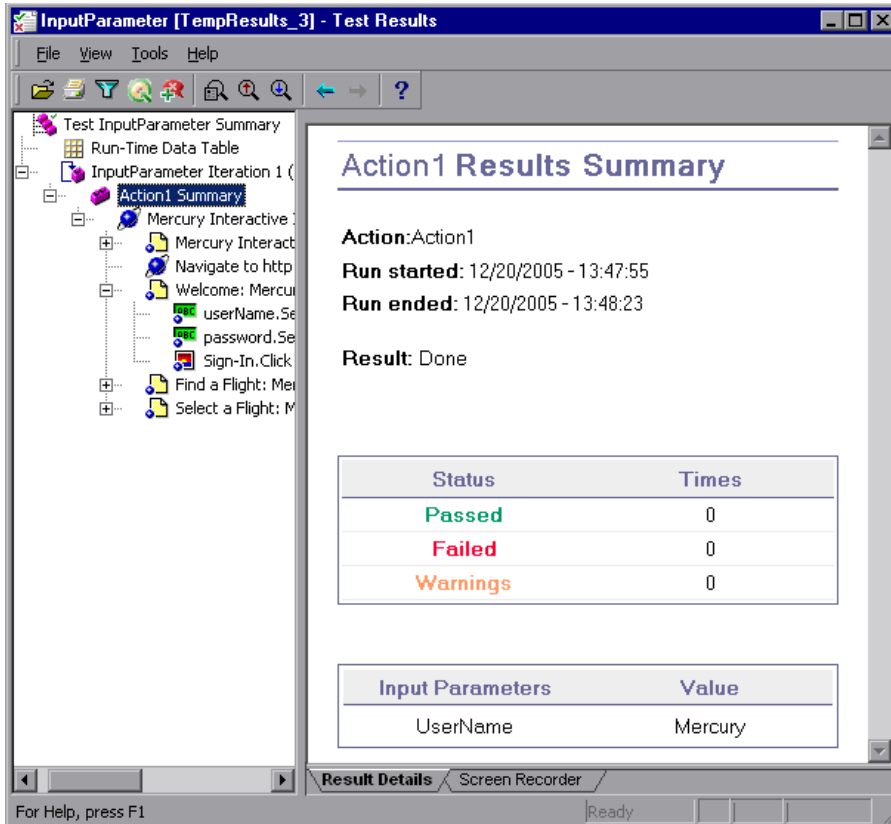 InputParameter [TempResults_3] - Test Results
File View Tools Help
Test InputParameter Summary
Run-Time Data Table
InputParameter Iteration 1 (
Action1 Summary
Mercury Interactive
Mercury Interact
Navigate to http
Welcome: Mercu
ABC userName.Se
ABC password.Se
Sign-In.Click
Find a Flight: Mer
Select a Flight: M
Action1 Results Summary
Action:Action1
Run started: 12/20/2005 - 13:47:55
Run ended: 12/20/2005 - 13:48:23
Result: Done
Status Times
Passed 0
Failed 0
Warnings 0
Input Parameters Value
UserName Mercury
Result Details Screen Recorder
For Help, press F1 Ready